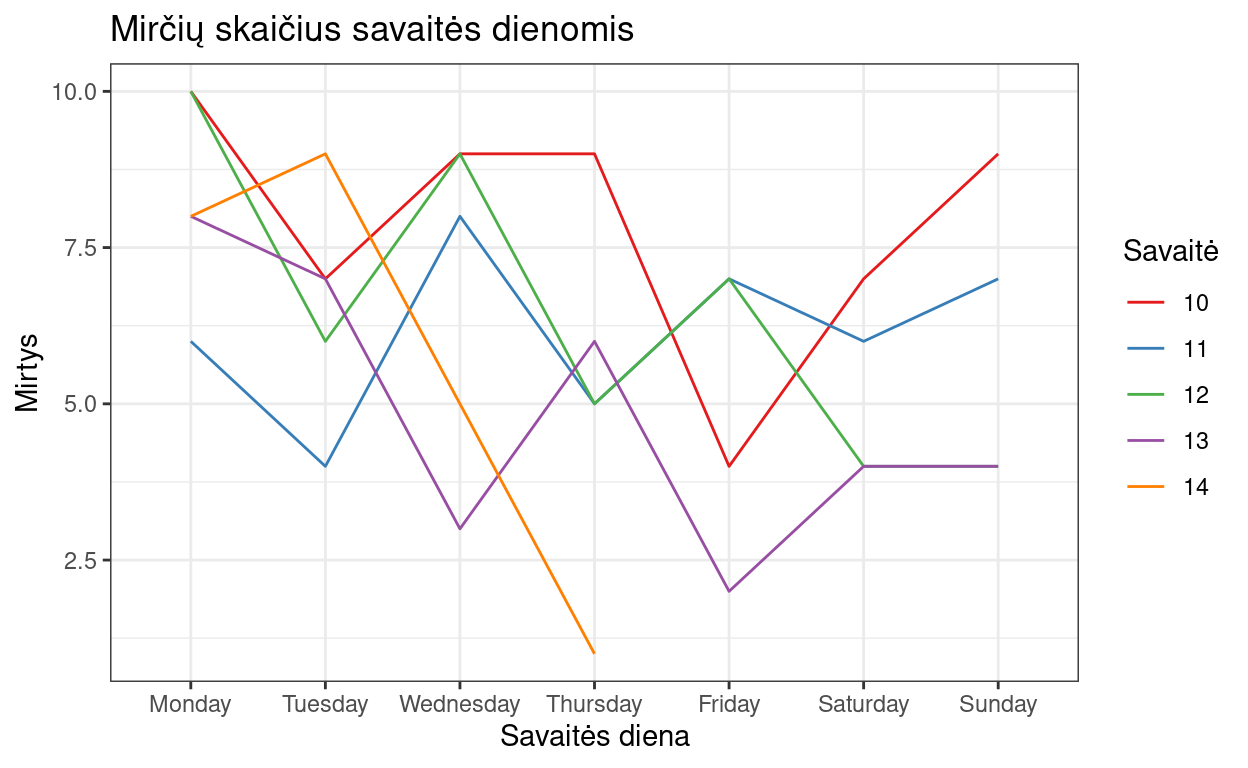 Mirčių skaičius savaitės dienomis
Mirtys
10.0
7.5
5.0
2.5
Monday Tuesday Wednesday Thursday Friday Saturday Sunday
Savaitės diena
Savaitė
10
11
12
13
14